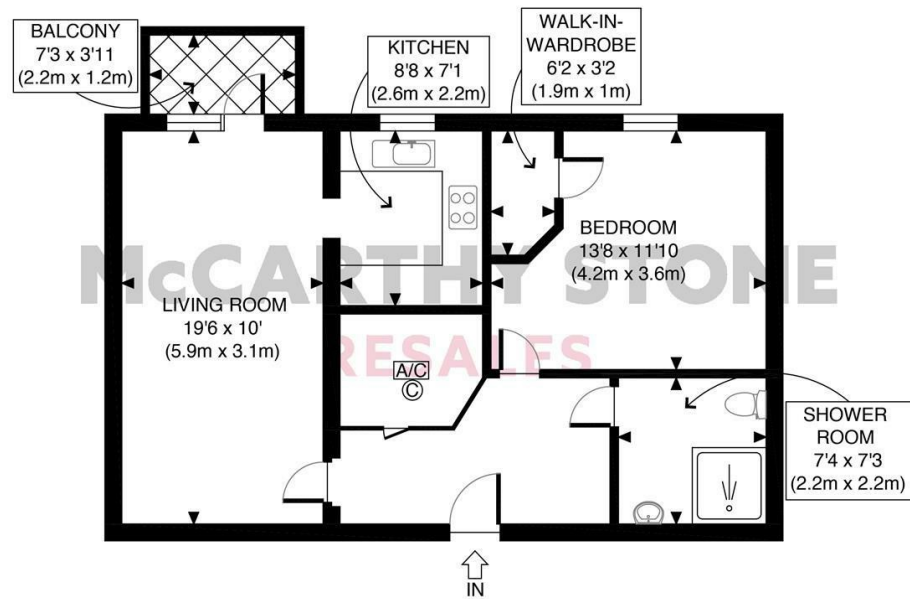 BALCONY
7'3 x 3'11
(2.2m x 1.2m)
KITCHEN
8'8 x 7'1
(2.6m x 2.2m)
WALK-IN-
WARDROBE
6'2 x 3'2
(1.9m x 1m)
BEDROOM
13'8 x 11'10
(4.2m x 3.6m)
McCARTHY STONE
RESALES
LIVING ROOM
19'6 x 10'
(5.9m x 3.1m)
A/C
C
SHOWER
ROOM
7'4 x 7'3
(2.2m x 2.2m)
IN